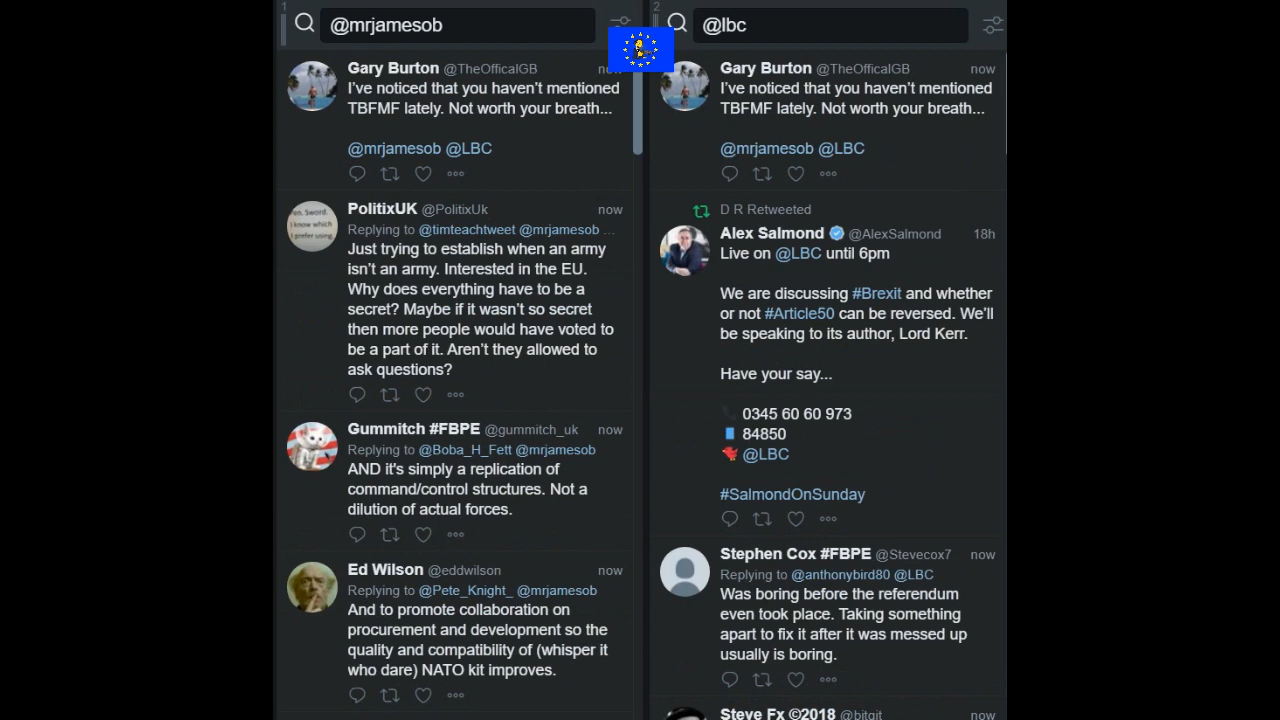 1
@mrjamesob
Gary Burton @TheOfficalGB now
I’ve noticed that you haven’t mentioned
TBFMF lately. Not worth your breath...
@mrjamesob @LBC
PolitixUK @PolitixUk now
Replying to @timteachtweet @mrjamesob ...
Just trying to establish when an army
isn’t an army. Interested in the EU.
Why does everything have to be a
secret? Maybe if it wasn’t so secret
then more people would have voted to
be a part of it. Aren’t they allowed to
ask questions?
Gummitch #FBPE @gummitch_uk now
Replying to @Boba_H_Fett @mrjamesob
AND it's simply a replication of
command/control structures. Not a
dilution of actual forces.
Ed Wilson @eddwilson now
Replying to @Pete_Knight_ @mrjamesob
And to promote collaboration on
procurement and development so the
quality and compatibility of (whisper it
who dare) NATO kit improves.
2
@lbc
Gary Burton @TheOfficalGB now
I’ve noticed that you haven’t mentioned
TBFMF lately. Not worth your breath...
@mrjamesob @LBC
D R Retweeted
Alex Salmond @AlexSalmond 18h
Live on @LBC until 6pm
We are discussing #Brexit and whether
or not #Article50 can be reversed. We’ll
be speaking to its author, Lord Kerr.
Have your say...
0345 60 60 973
84850
@LBC
#SalmondOnSunday
Stephen Cox #FBPE @Stevecox7 now
Replying to @anthonybird80 @LBC
Was boring before the referendum
even took place. Taking something
apart to fix it after it was messed up
usually is boring.
Steve Fx ©2018 @bitgit now